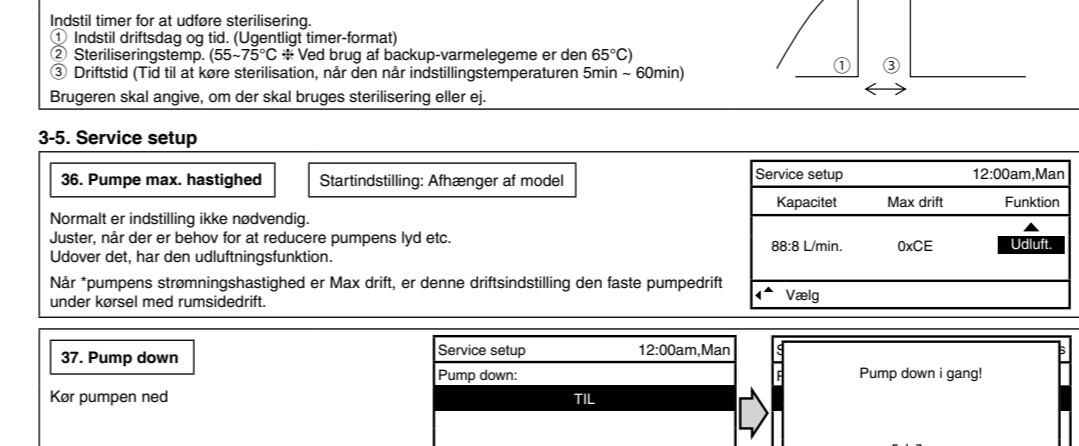 Indstil timer for at udføre sterilisering.
① Indstil driftsdag og tid. (Ugentligt timer-format)
② Steriliseringstemp. (55~75°C ❉ Ved brug af backup-varmelegeme er den 65°C)
③ Driftstid (Tid til at køre sterilisation, når den når indstillingstemperaturen 5min ~ 60min)
Brugeren skal angive, om der skal bruges sterilisering eller ej.
① ③
3-5. Service setup
36. Pumpe max. hastighed
Startindstilling: Afhænger af model
Normalt er indstilling ikke nødvendig.
Juster, når der er behov for at reducere pumpens lyd etc.
Udover det, har den udluftningsfunktion.
Når *pumpens strømningshastighed er Max drift, er denne driftsindstilling den faste pumpedrift
under kørsel med rumsidedrift.
Service setup 12:00am,Man
Kapacitet Max drift Funktion
88:8 L/min. 0xCE Udluft.
Vælg
37. Pump down
Kør pumpen ned
Service setup 12:00am,Man
Pump down:
TIL
Pump down i gang!